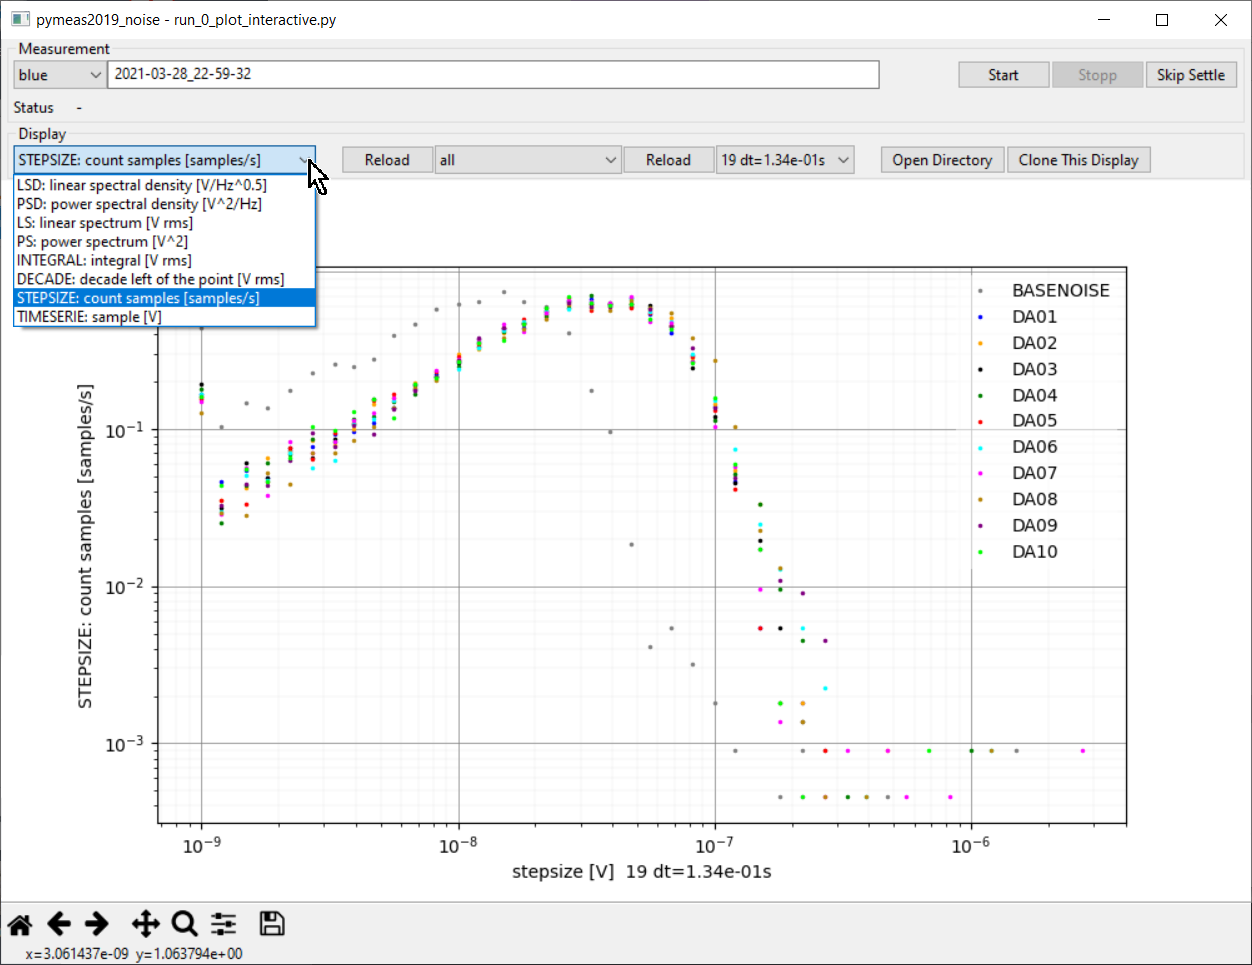 pymeas2019_noise - run_0_plot_interactive.py
Measurement
blue 2021-03-28_22-59-32 Start Stopp Skip Settle
Status -
Display
STEPSIZE: count samples [samples/s] Reload all Reload 19 dt=1.34e-01s Open Directory Clone This Display
LSD: linear spectral density [V/Hz^0.5]
PSD: power spectral density [V^2/Hz]
LS: linear spectrum [V rms]
PS: power spectrum [V^2]
INTEGRAL: integral [V rms]
DECADE: decade left of the point [V rms]
STEPSIZE: count samples [samples/s]
TIMESERIE: sample [V]
BASENOISE
DA01
DA02
DA03
DA04
DA05
DA06
DA07
DA08
DA09
DA10
STEPSIZE: count samples [samples/s]
10⁻¹
10⁻²
10⁻³
10⁻⁹ 10⁻⁸ 10⁻⁷ 10⁻⁶
stepsize [V] 19 dt=1.34e-01s
x=3.061437e-09 y=1.063794e+00